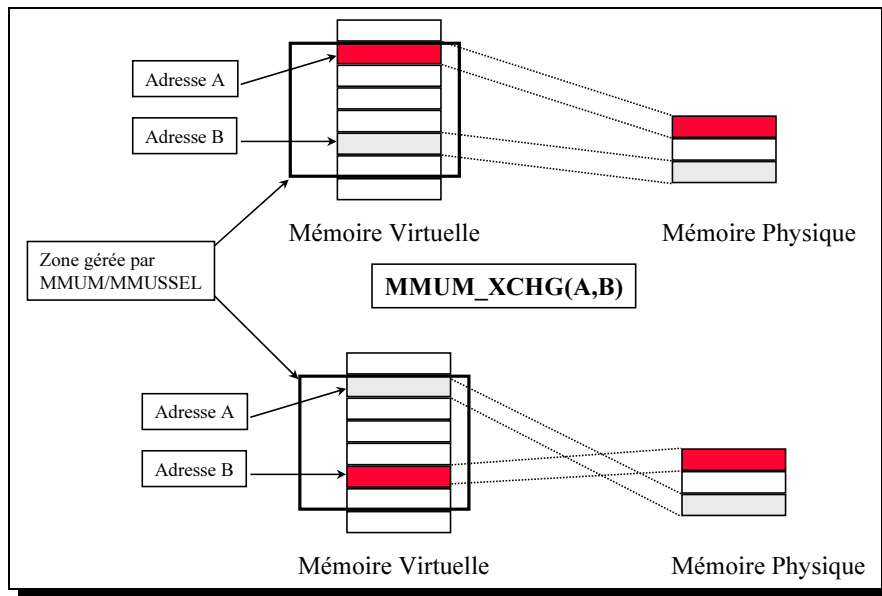 Adresse A
Adresse B
Mémoire Virtuelle
Mémoire Physique
Zone gérée par
MMUM/MMUSSEL
MMUM_XCHG(A,B)
Adresse A
Adresse B
Mémoire Virtuelle
Mémoire Physique